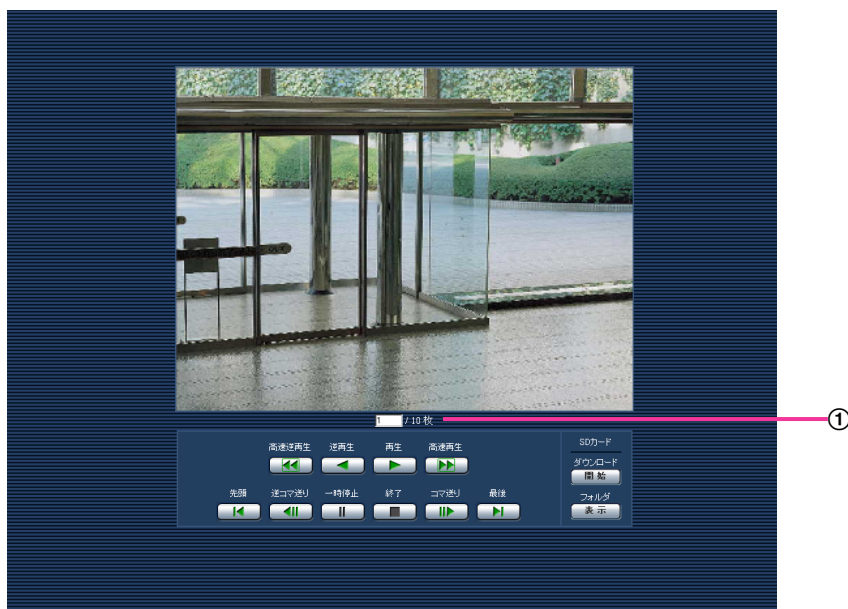 1 / 10 枚
①
高速逆再生 逆再生 再生 高速再生
先頭 逆コマ送り 一時停止 終了 コマ送り 最後
SDカード
ダウンロード
開 始
フォルダ
表 示